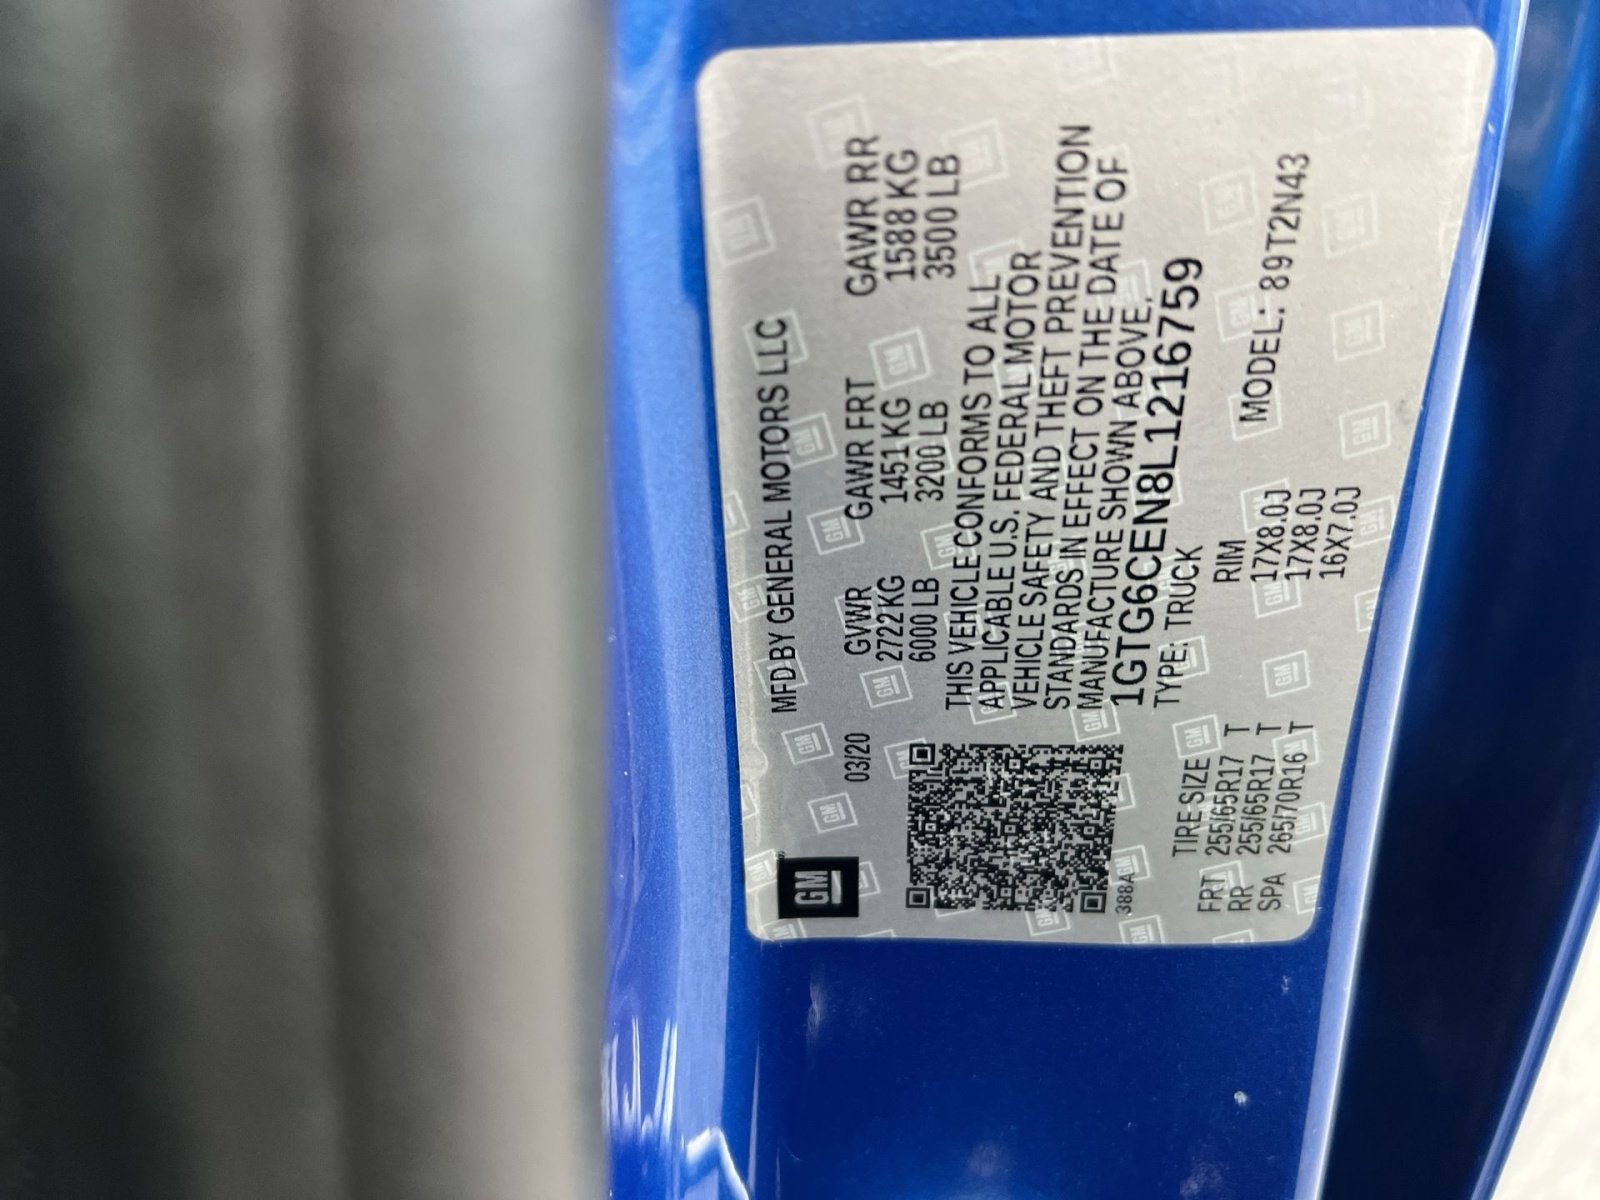 GM
MFD BY GENERAL MOTORS LLC
03/20 GVWR GAWR FRT GAWR RR
2722KG 1451KG 1588 KG
6000 LB 3200 LB 3500 LB
THIS VEHICLE CONFORMS TO ALL
APPLICABLE U.S. FEDERAL MOTOR
VEHICLE SAFETY AND THEFT PREVENTION
STANDARDS IN EFFECT ON THE DATE OF
MANUFACTURE SHOWN ABOVE.
1GTG6CEN8L1216759
TYPE: TRUCK
388A
TIRE SIZE RIM MODEL: 89T2N43
FRT 255/65R17 T 17X8.0J
RR 255/65R17 T 17X8.0J
SPA 265/70R16 T 16X7.0J